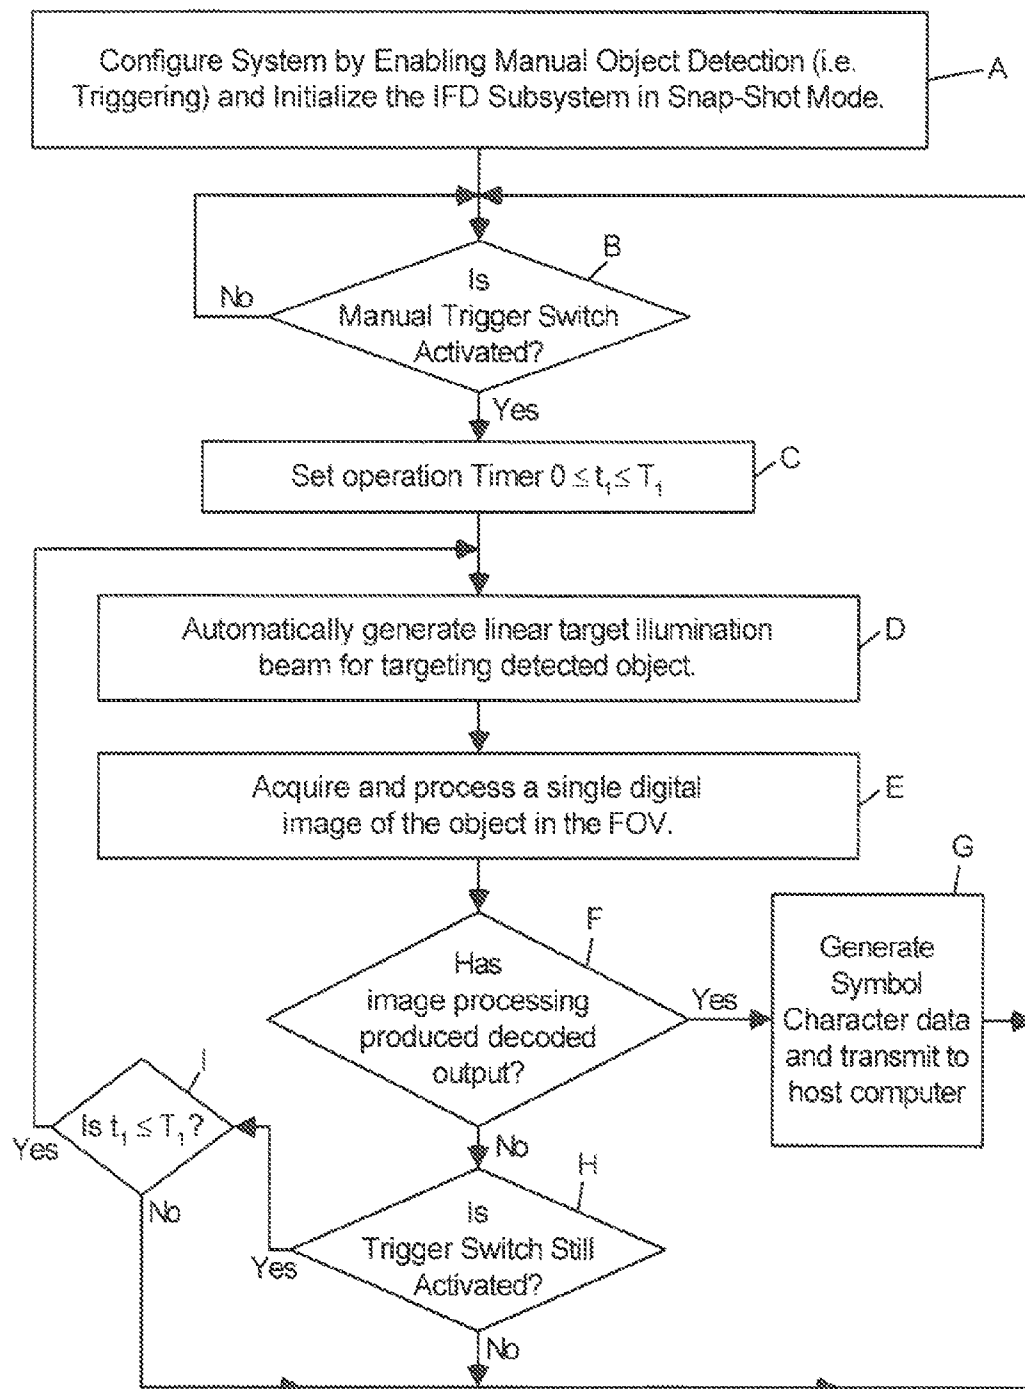 Configure System by Enabling Manual Object Detection (i.e.
Triggering) and Initialize the IFD Subsystem in Snap-Shot Mode.
A
B
Is
Manual Trigger Switch
Activated?
No
Yes
Set operation Timer 0 ≤ t₁ ≤ T₁
C
Automatically generate linear target illumination
beam for targeting detected object.
D
Acquire and process a single digital
image of the object in the FOV.
E
F
Has
image processing
produced decoded
output?
Yes
No
G
Generate
Symbol
Character data
and transmit to
host computer
H
Is
Trigger Switch Still
Activated?
Yes
No
I
Is t₁ ≤ T₁?
Yes
No